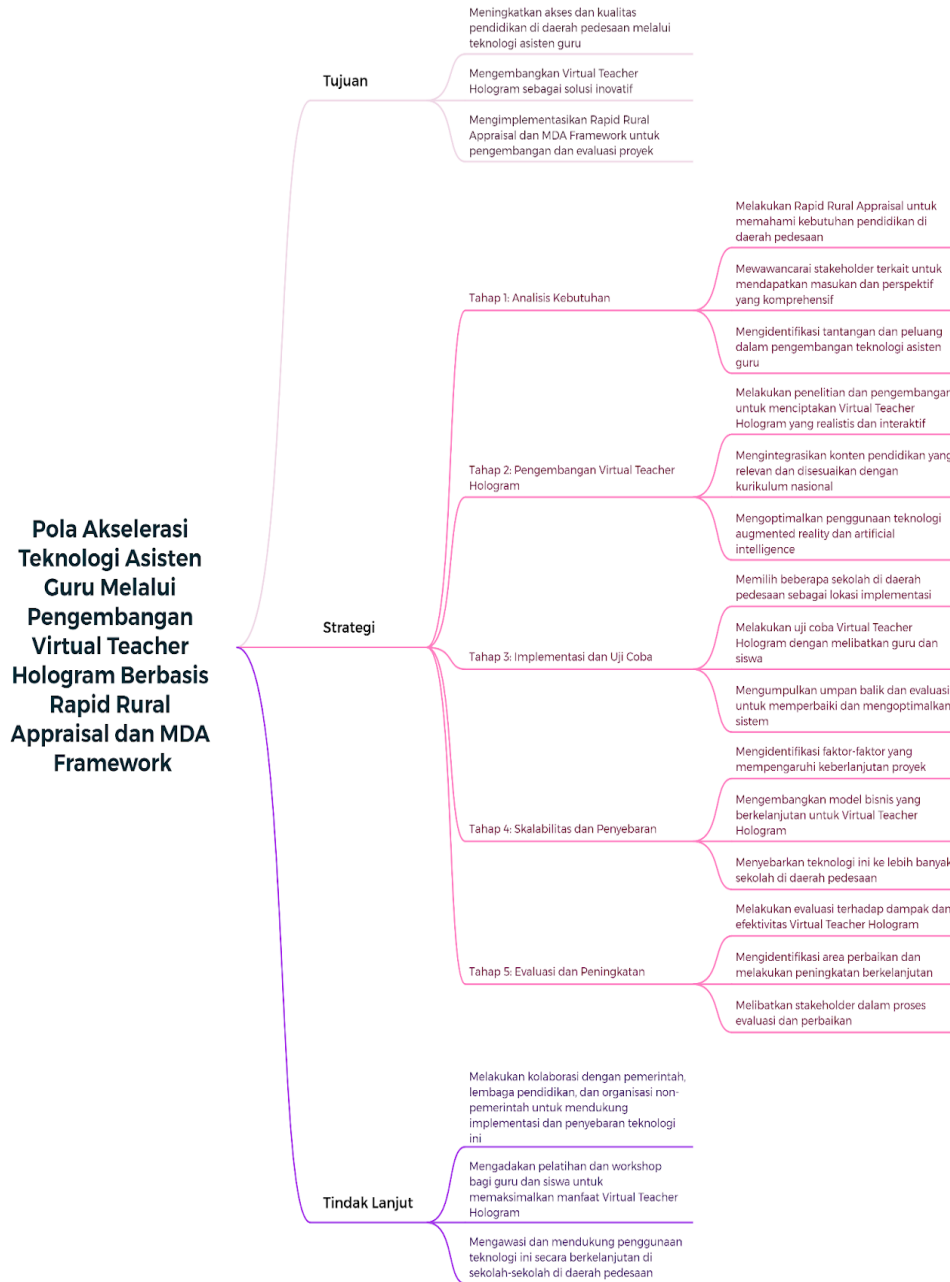 Pola Akselerasi
Teknologi Asisten
Guru Melalui
Pengembangan
Virtual Teacher
Hologram Berbasis
Rapid Rural
Appraisal dan MDA
Framework
Tujuan
Meningkatkan akses dan kualitas
pendidikan di daerah pedesaan melalui
teknologi asisten guru
Mengembangkan Virtual Teacher
Hologram sebagai solusi inovatif
Mengimplementasikan Rapid Rural
Appraisal dan MDA Framework untuk
pengembangan dan evaluasi proyek
Strategi
Tahap 1: Analisis Kebutuhan
Melakukan Rapid Rural Appraisal untuk
memahami kebutuhan pendidikan di
daerah pedesaan
Mewawancarai stakeholder terkait untuk
mendapatkan masukan dan perspektif
yang komprehensif
Mengidentifikasi tantangan dan peluang
dalam pengembangan teknologi asisten
guru
Tahap 2: Pengembangan Virtual Teacher
Hologram
Melakukan penelitian dan pengembangan
untuk menciptakan Virtual Teacher
Hologram yang realistis dan interaktif
Mengintegrasikan konten pendidikan yang
relevan dan disesuaikan dengan
kurikulum nasional
Mengoptimalkan penggunaan teknologi
augmented reality dan artificial
intelligence
Tahap 3: Implementasi dan Uji Coba
Memilih beberapa sekolah di daerah
pedesaan sebagai lokasi implementasi
Melakukan uji coba Virtual Teacher
Hologram dengan melibatkan guru dan
siswa
Mengumpulkan umpan balik dan evaluasi
untuk memperbaiki dan mengoptimalkan
sistem
Tahap 4: Skalabilitas dan Penyebaran
Mengidentifikasi faktor-faktor yang
mempengaruhi keberlanjutan proyek
Mengembangkan model bisnis yang
berkelanjutan untuk Virtual Teacher
Hologram
Menyebarkan teknologi ini ke lebih banyak
sekolah di daerah pedesaan
Tahap 5: Evaluasi dan Peningkatan
Melakukan evaluasi terhadap dampak dan
efektivitas Virtual Teacher Hologram
Mengidentifikasi area perbaikan dan
melakukan peningkatan berkelanjutan
Melibatkan stakeholder dalam proses
evaluasi dan perbaikan
Tindak Lanjut
Melakukan kolaborasi dengan pemerintah,
lembaga pendidikan, dan organisasi non-
pemerintah untuk mendukung
implementasi dan penyebaran teknologi
ini
Mengadakan pelatihan dan workshop
bagi guru dan siswa untuk
memaksimalkan manfaat Virtual Teacher
Hologram
Mengawasi dan mendukung penggunaan
teknologi ini secara berkelanjutan di
sekolah-sekolah di daerah pedesaan